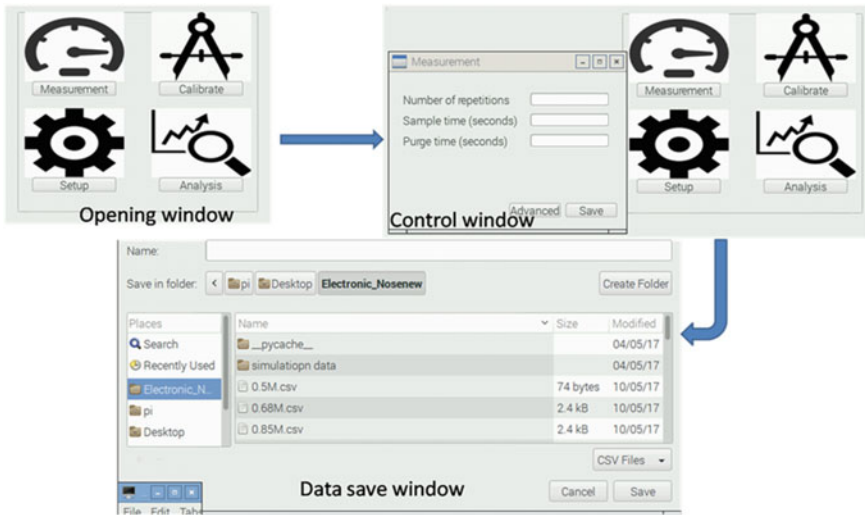 Measurement
Calibrate
Setup
Analysis
Opening window
Measurement
Number of repetitions
Sample time (seconds)
Purge time (seconds)
Advanced
Save
Control window
Measurement
Calibrate
Setup
Analysis
Name:
Save in folder:
pi
Desktop
Electronic_Nosenew
Create Folder
Places
Name
Size
Modified
Search
Recently Used
Electronic_N...
pi
Desktop
__pycache__ 04/05/17
simulatiopn data 04/05/17
0.5M.csv 74 bytes 10/05/17
0.68M.csv 2.4 kB 10/05/17
0.85M.csv 2.4 kB 10/05/17
CSV Files
Data save window
Cancel
Save
File Edit Tabs